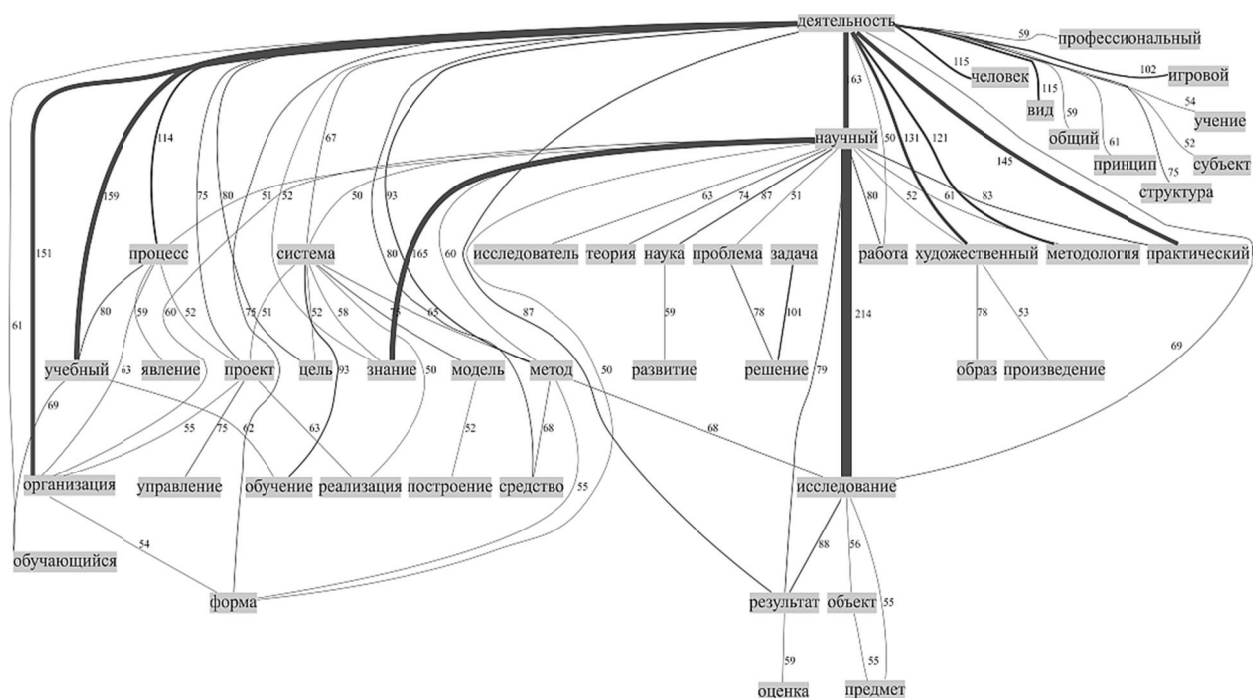 деятельность
59
профессиональный
115
человек
102
игровой
63
115
вид
54
учение
67
114
научный
50
131
121
59
общий
61
принцип
52
субъект
75
структура
159
75
80
51
52
50
93
63
74
87
51
80
52
61
145
83
151
процесс
система
165
80
60
исследователь
теория
наука
проблема
задача
работа
художественный
методология
практический
61
80
59
60
52
75
51
52
58
75
65
87
59
78
101
214
78
53
69
учебный
63
явление
проект
цель
93
знание
50
модель
метод
50
развитие
решение
79
образ
произведение
69
55
75
62
63
52
68
68
организация
управление
обучение
реализация
построение
средство
55
исследование
обучающийся
54
88
56
форма
результат
объект
55
59
55
оценка
предмет